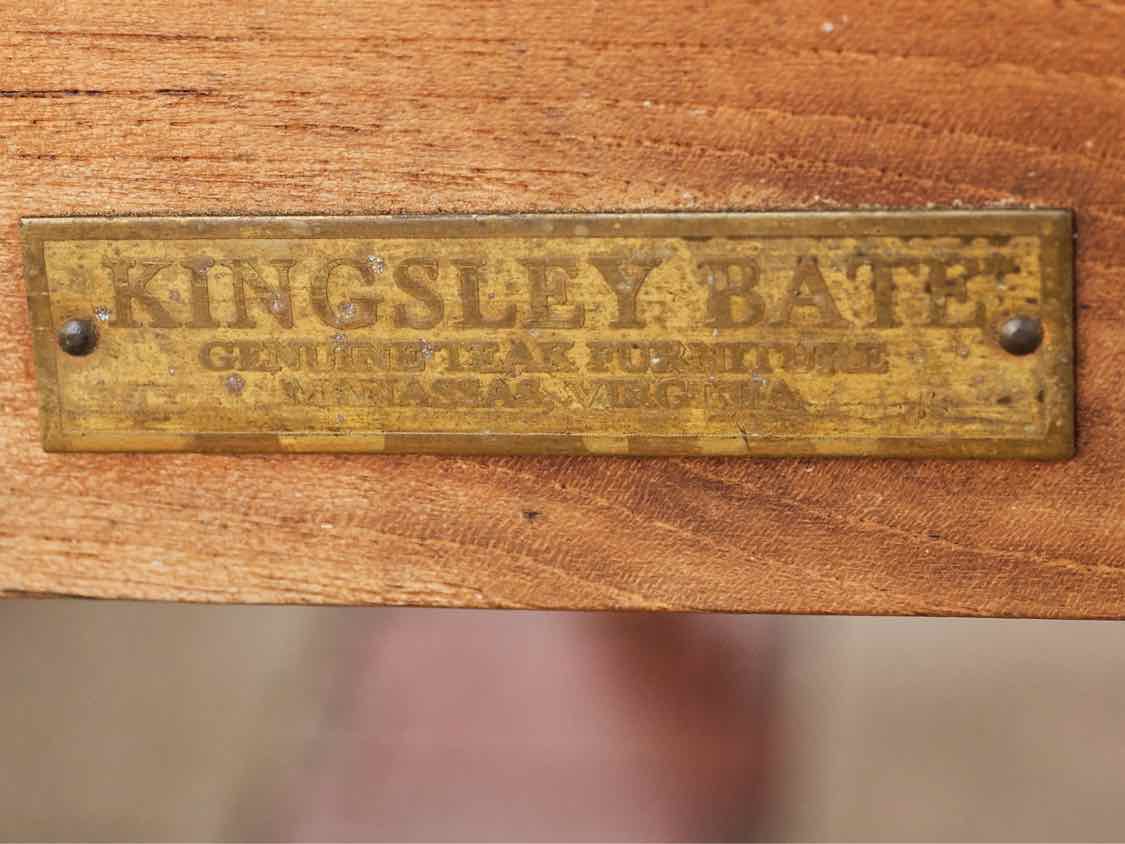 KINGSLEY BATE
GENUINE TEAK FURNITURE
MANASSAS, VIRGINIA